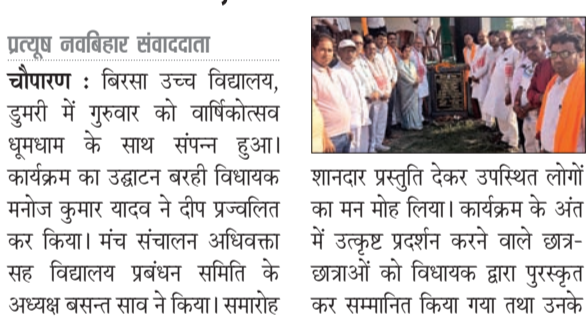 प्रत्यूष नवबिहार संवाददाता
चौपारण : बिरसा उच्च विद्यालय,
डुमरी में गुरुवार को वार्षिकोत्सव
धूमधाम के साथ संपन्न हुआ।
कार्यक्रम का उद्घाटन बरही विधायक
मनोज कुमार यादव ने दीप प्रज्वलित
कर किया। मंच संचालन अधिवक्ता
सह विद्यालय प्रबंधन समिति के
अध्यक्ष बसन्त साव ने किया। समारोह
शानदार प्रस्तुति देकर उपस्थित लोगों
का मन मोह लिया। कार्यक्रम के अंत
में उत्कृष्ट प्रदर्शन करने वाले छात्र-
छात्राओं को विधायक द्वारा पुरस्कृत
कर सम्मानित किया गया तथा उनके